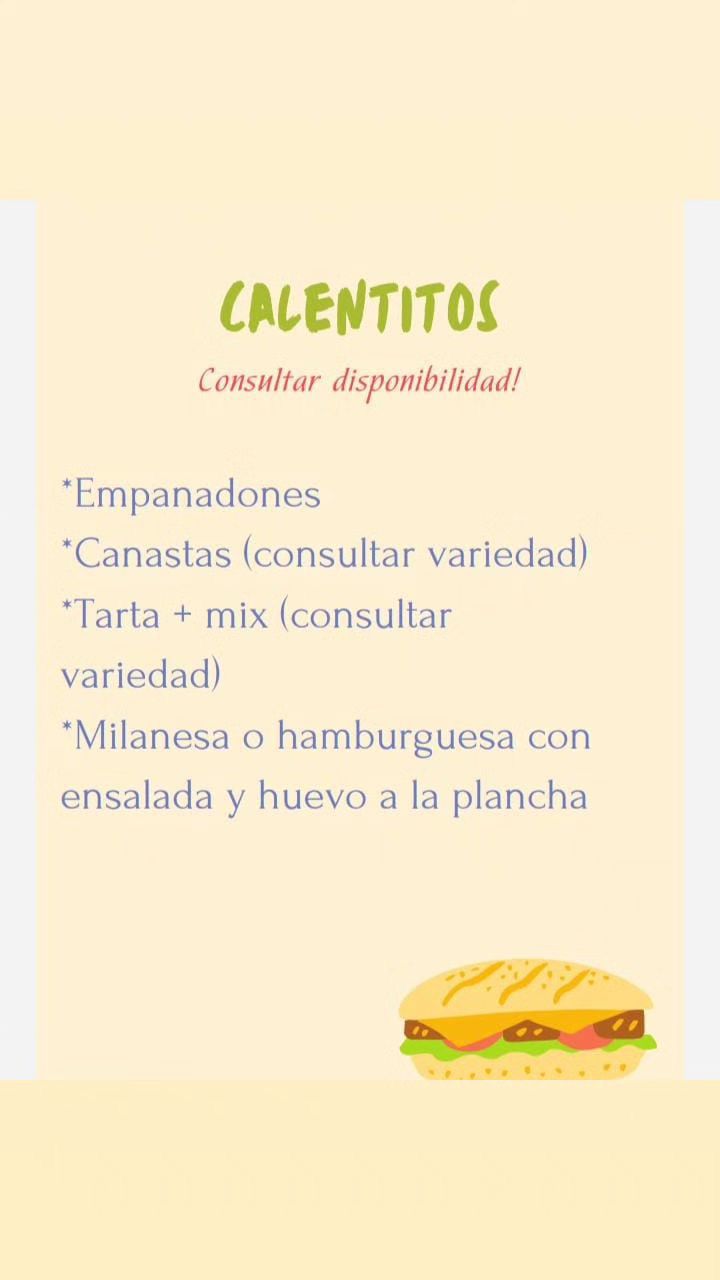 CALENTITOS
Consultar disponibilidad!
*Empanadones
*Canastas (consultar variedad)
*Tarta + mix (consultar
variedad)
*Milanesa o hamburguesa con
ensalada y huevo a la plancha